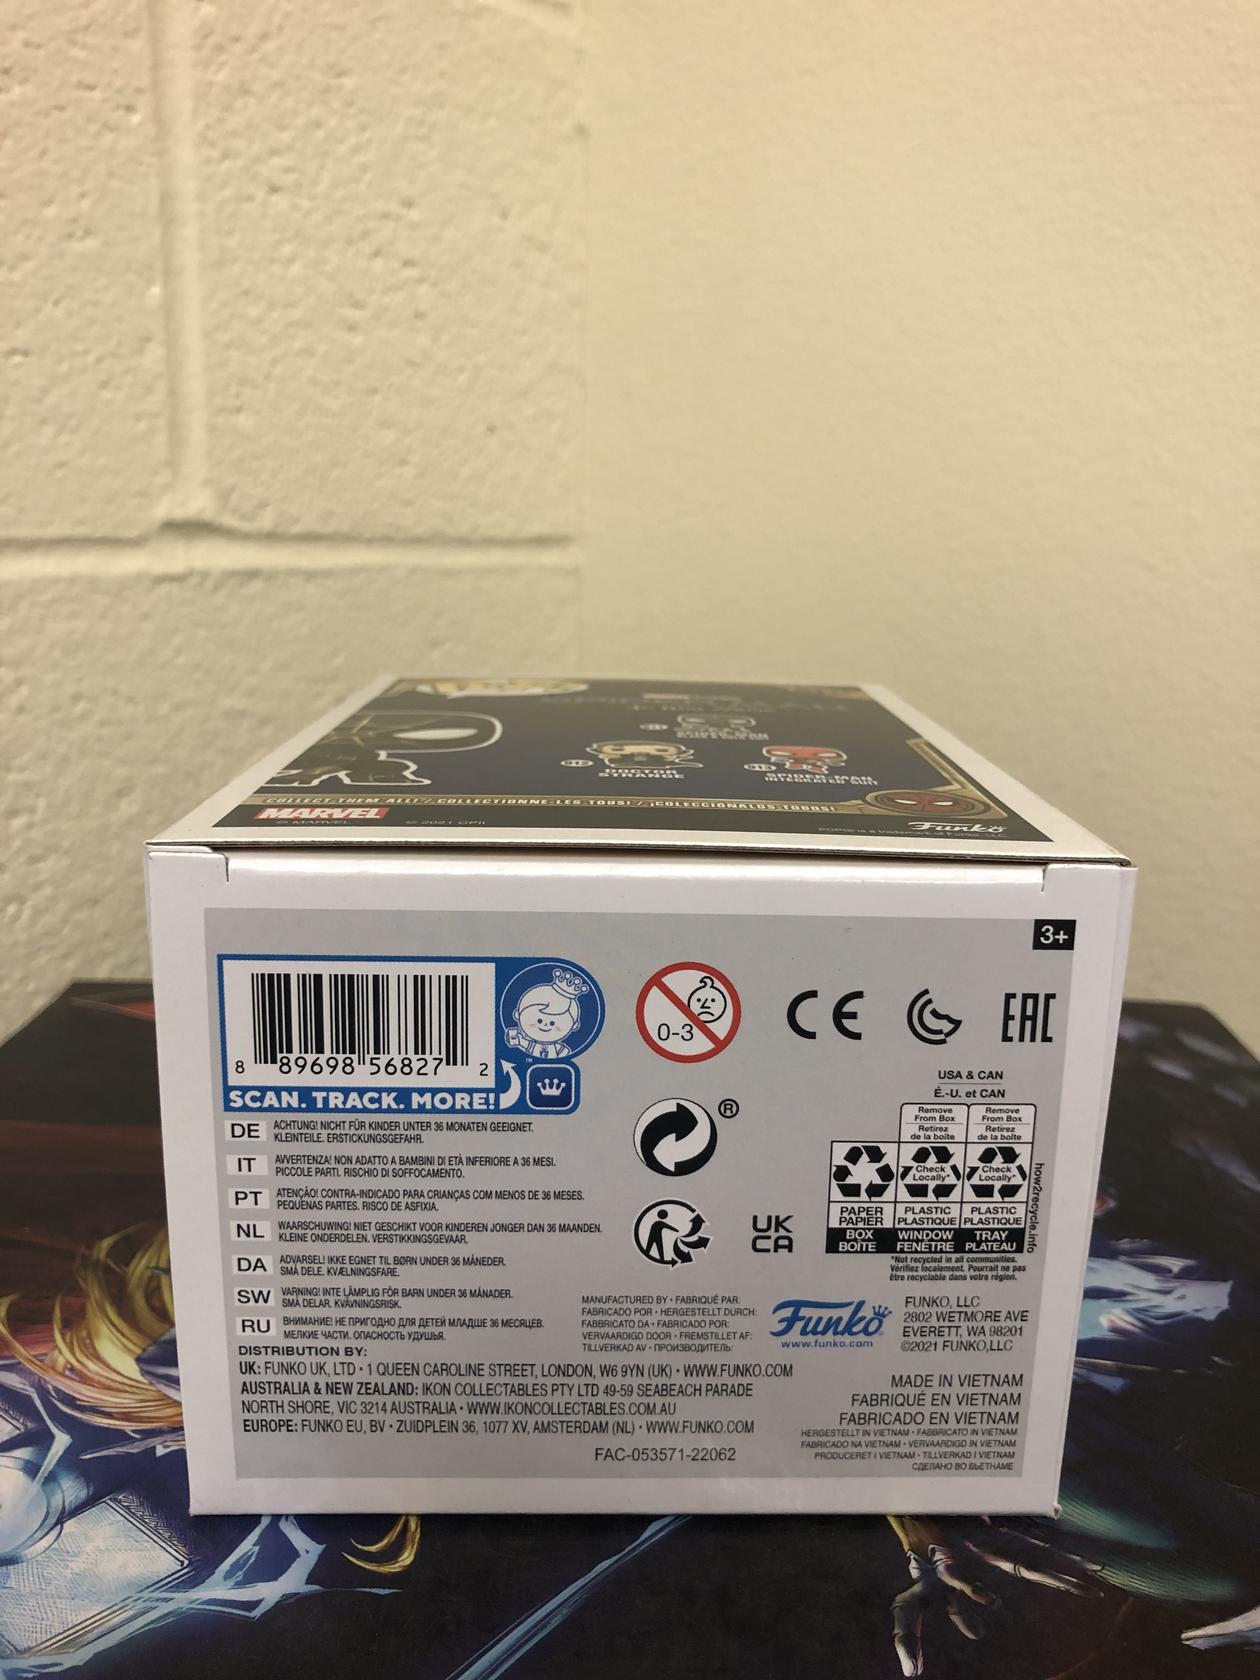 SPIDER-MAN
DOCTOR
STRANGE
SPIDER-MAN
INTEGRATED SUIT
COLLECT THEM ALL! / COLLECTIONNE-LES TOUS! / ¡COLECCIÓNALOS TODOS!
MARVEL
© MARVEL © 2021 CPII
Funko
3+
8 89698 56827 2
SCAN. TRACK. MORE!
™
0-3
CE
EAC
®
UK
CA
USA & CAN
É.-U. et CAN
Remove From Box
Retirez de la boîte
Remove From Box
Retirez de la boîte
Check Locally*
Check Locally*
PAPER PAPIER
PLASTIC PLASTIQUE
PLASTIC PLASTIQUE
BOX BOÎTE
WINDOW FENÊTRE
TRAY PLATEAU
how2recycle.info
*Not recycled in all communities.
Vérifiez localement. Pourrait ne pas
être recyclable dans votre région.
DE ACHTUNG! NICHT FÜR KINDER UNTER 36 MONATEN GEEIGNET.
KLEINTEILE. ERSTICKUNGSGEFAHR.
IT AVVERTENZA! NON ADATTO A BAMBINI DI ETÀ INFERIORE A 36 MESI.
PICCOLE PARTI. RISCHIO DI SOFFOCAMENTO.
PT ATENÇÃO! CONTRA-INDICADO PARA CRIANÇAS COM MENOS DE 36 MESES.
PEQUENAS PARTES. RISCO DE ASFIXIA.
NL WAARSCHUWING! NIET GESCHIKT VOOR KINDEREN JONGER DAN 36 MAANDEN.
KLEINE ONDERDELEN. VERSTIKKINGSGEVAAR.
DA ADVARSEL! IKKE EGNET TIL BØRN UNDER 36 MÅNEDER.
SMÅ DELE. KVÆLNINGSFARE.
SW VARNING! INTE LÄMPLIG FÖR BARN UNDER 36 MÅNADER.
SMÅ DELAR. KVÄVNINGSRISK.
RU ВНИМАНИЕ! НЕ ПРИГОДНО ДЛЯ ДЕТЕЙ МЛАДШЕ 36 МЕСЯЦЕВ.
МЕЛКИЕ ЧАСТИ. ОПАСНОСТЬ УДУШЬЯ.
MANUFACTURED BY • FABRIQUÉ PAR:
FABRICADO POR • HERGESTELLT DURCH:
FABBRICATO DA • FABRICADO POR:
VERVAARDIGD DOOR • FREMSTILLET AF:
TILLVERKAD AV • ПРОИЗВОДИТЕЛЬ:
Funko
www.funko.com
FUNKO, LLC
2802 WETMORE AVE
EVERETT, WA 98201
©2021 FUNKO,LLC
DISTRIBUTION BY:
UK: FUNKO UK, LTD • 1 QUEEN CAROLINE STREET, LONDON, W6 9YN (UK) • WWW.FUNKO.COM
AUSTRALIA & NEW ZEALAND: IKON COLLECTABLES PTY LTD 49-59 SEABEACH PARADE
NORTH SHORE, VIC 3214 AUSTRALIA • WWW.IKONCOLLECTABLES.COM.AU
EUROPE: FUNKO EU, BV • ZUIDPLEIN 36, 1077 XV, AMSTERDAM (NL) • WWW.FUNKO.COM
FAC-053571-22062
MADE IN VIETNAM
FABRIQUÉ EN VIETNAM
FABRICADO EN VIETNAM
HERGESTELLT IN VIETNAM • FABBRICATO IN VIETNAM
FABRICADO NA VIETNAM • VERVAARDIGD IN VIETNAM
PRODUCERET I VIETNAM • TILLVERKAD I VIETNAM
СДЕЛАНО ВО ВЬЕТНАМЕ